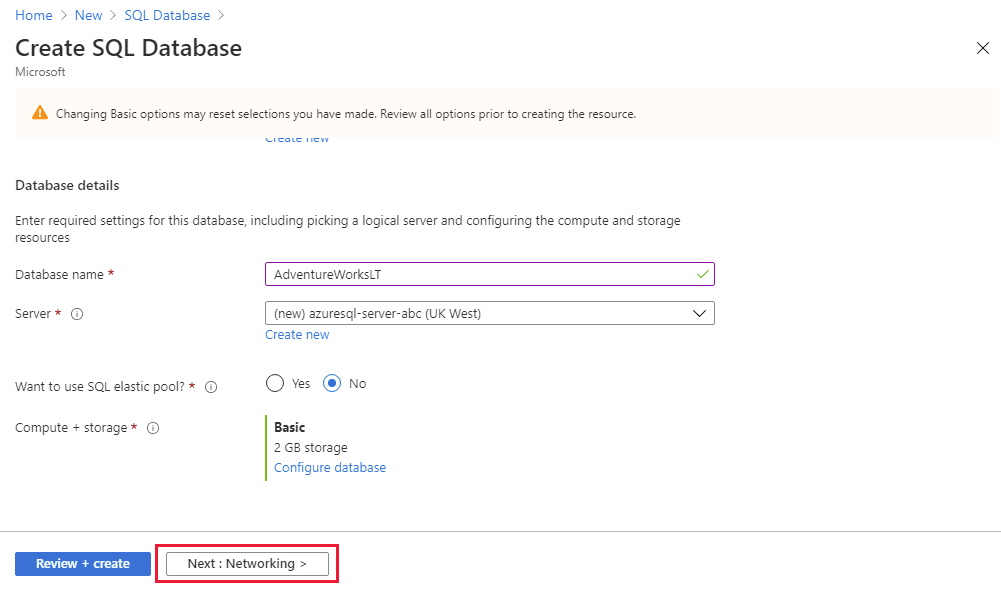 Home > New > SQL Database >
Create SQL Database
Microsoft
Changing Basic options may reset selections you have made. Review all options prior to creating the resource.
Create new
Database details
Enter required settings for this database, including picking a logical server and configuring the compute and storage
resources
Database name *
AdventureWorksLT
Server *
(new) azuresql-server-abc (UK West)
Create new
Want to use SQL elastic pool? *
Yes
No
Compute + storage *
Basic
2 GB storage
Configure database
Review + create
Next : Networking >